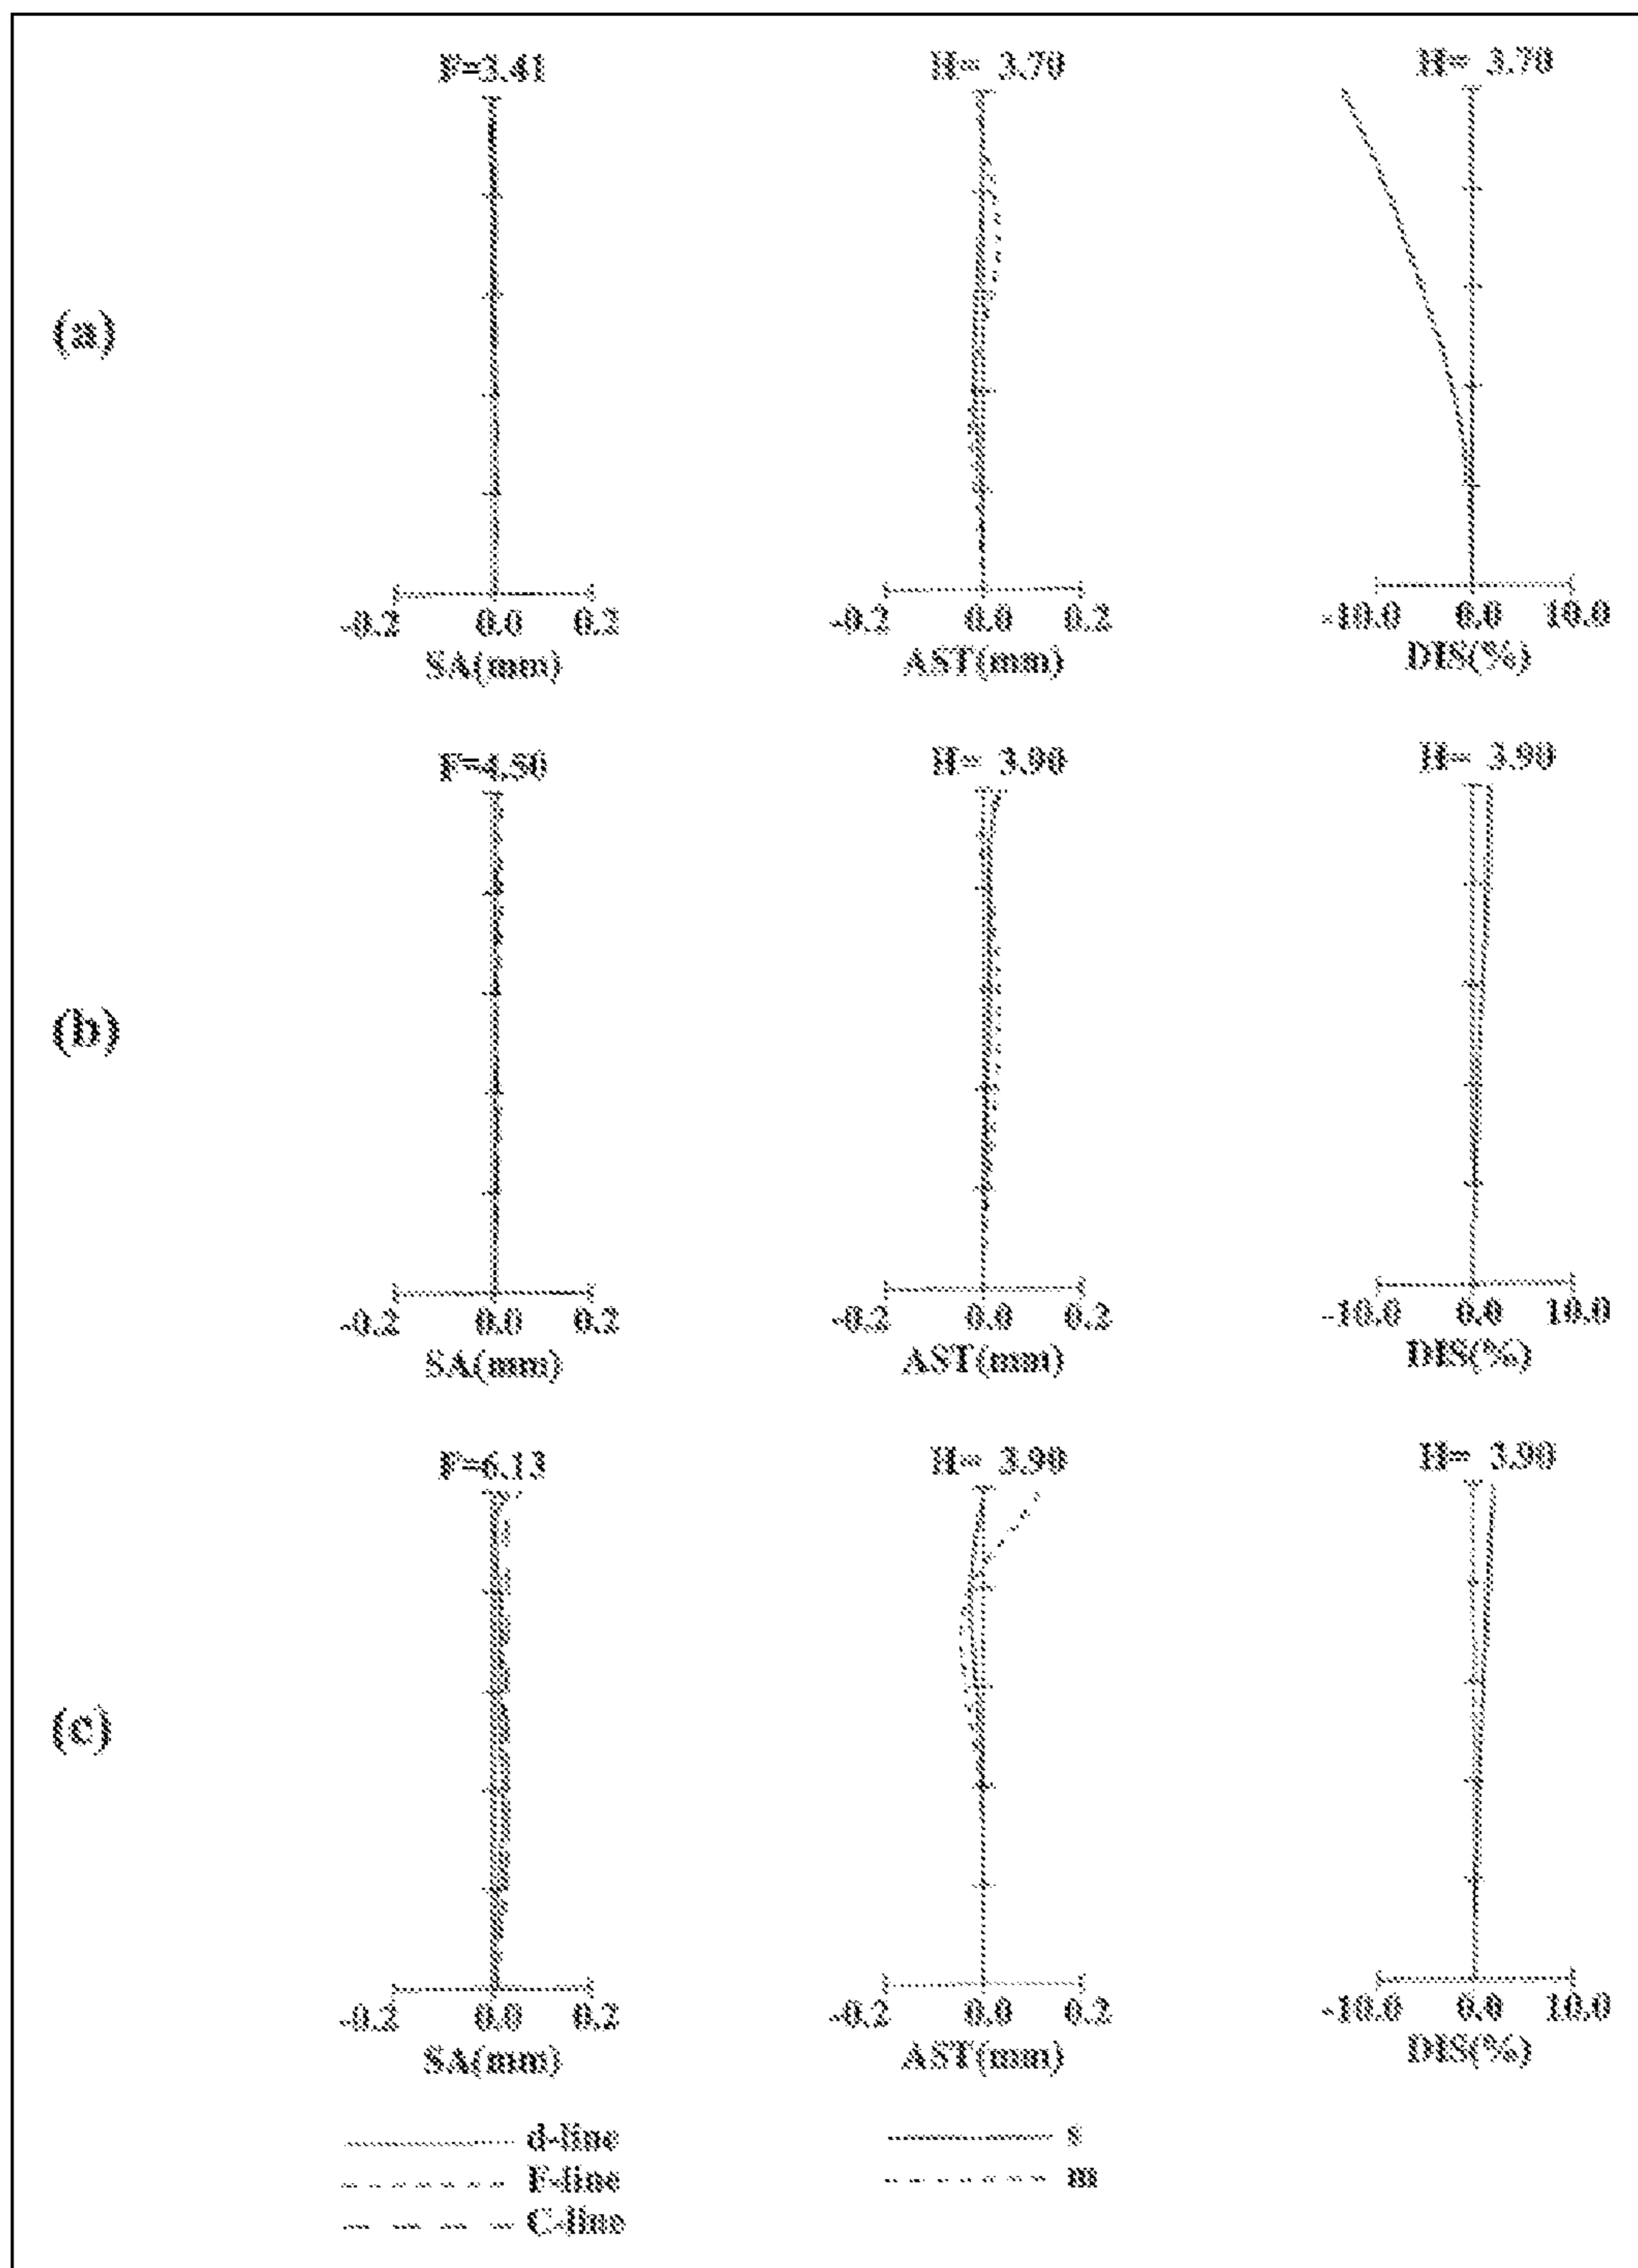 F=3.41 H= 3.70 H= 3.70
(a)
-0.2 0.0 0.2 -0.2 0.0 0.2 -10.0 0.0 10.0
SA(mm) AST(mm) DIS(%)
F=4.50 H= 3.90 H= 3.90
(b)
-0.2 0.0 0.2 -0.2 0.0 0.2 -10.0 0.0 10.0
SA(mm) AST(mm) DIS(%)
F=6.13 H= 3.90 H= 3.90
(c)
-0.2 0.0 0.2 -0.2 0.0 0.2 -10.0 0.0 10.0
SA(mm) AST(mm) DIS(%)
d-line s
F-line m
C-line